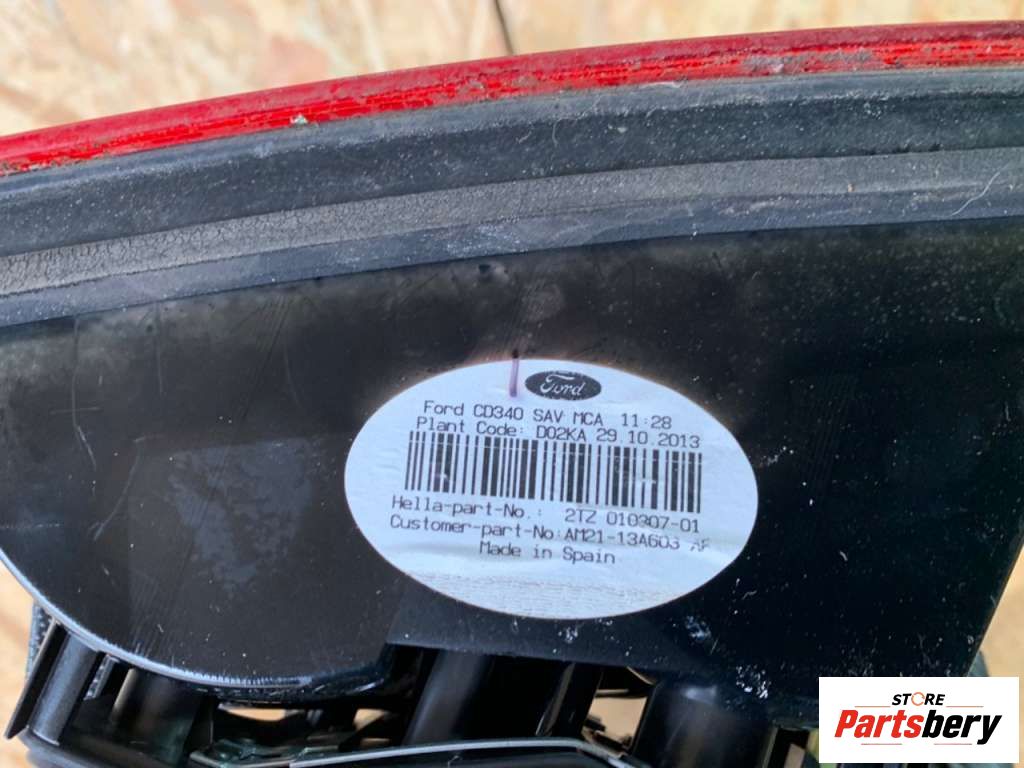 Ford
Ford CD340 SAV MCA 11:28
Plant Code: D02KA 29.10.2013
Hella-part-No.: 2TZ 010307-01
Customer-part-No:AM21-13A603 AF
Made in Spain
STORE
Partsbery